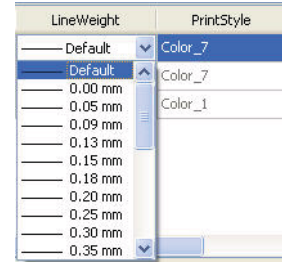 LineWeight PrintStyle
Default Color_7
Default Color_7
0.00 mm
0.05 mm Color_1
0.09 mm
0.13 mm
0.15 mm
0.18 mm
0.20 mm
0.25 mm
0.30 mm
0.35 mm